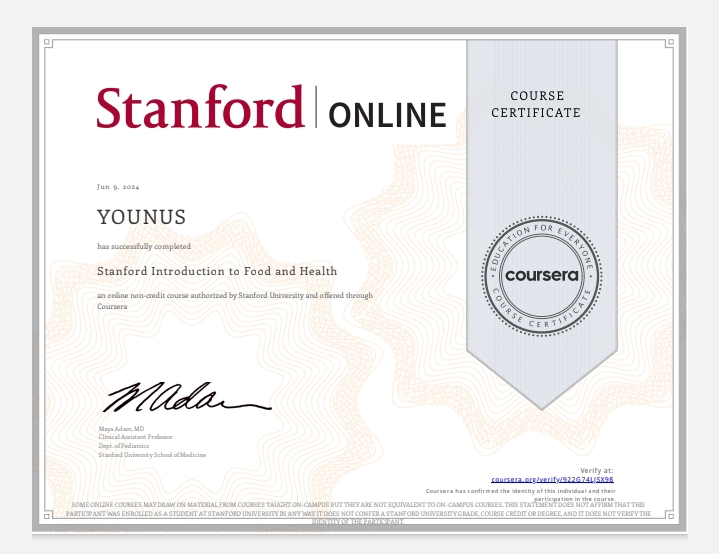 Stanford ONLINE
COURSE
CERTIFICATE
Jun 9, 2024
YOUNUS
has successfully completed
Stanford Introduction to Food and Health
an online non-credit course authorized by Stanford University and offered through
Coursera
EDUCATION FOR EVERYONE
coursera
COURSE CERTIFICATE
Maya Adam, MD
Clinical Assistant Professor
Dept. of Pediatrics
Stanford University School of Medicine
Verify at:
coursera.org/verify/922G74LJSX98
Coursera has confirmed the identity of this individual and their
participation in the course.
SOME ONLINE COURSES MAY DRAW ON MATERIAL FROM COURSES TAUGHT ON-CAMPUS BUT THEY ARE NOT EQUIVALENT TO ON-CAMPUS COURSES. THIS STATEMENT DOES NOT AFFIRM THAT THIS
PARTICIPANT WAS ENROLLED AS A STUDENT AT STANFORD UNIVERSITY IN ANY WAY. IT DOES NOT CONFER A STANFORD UNIVERSITY GRADE, COURSE CREDIT OR DEGREE, AND IT DOES NOT VERIFY THE
IDENTITY OF THE PARTICIPANT.